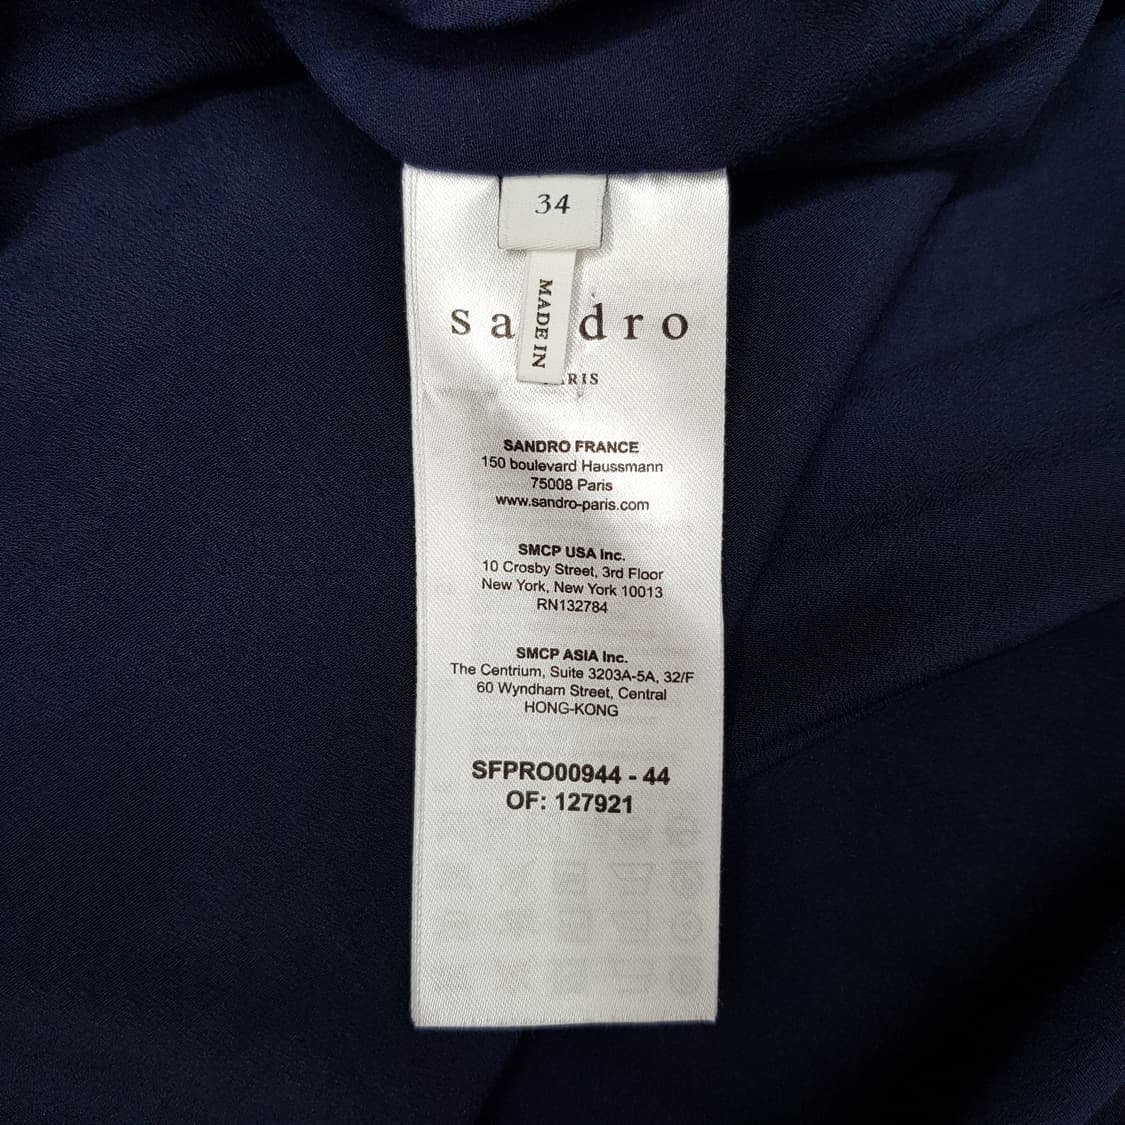 34
MADE IN
sa dro
RIS
SANDRO FRANCE
150 boulevard Haussmann
75008 Paris
www.sandro-paris.com
SMCP USA Inc.
10 Crosby Street, 3rd Floor
New York, New York 10013
RN132784
SMCP ASIA Inc.
The Centrium, Suite 3203A-5A, 32/F
60 Wyndham Street, Central
HONG-KONG
SFPRO00944 - 44
OF: 127921